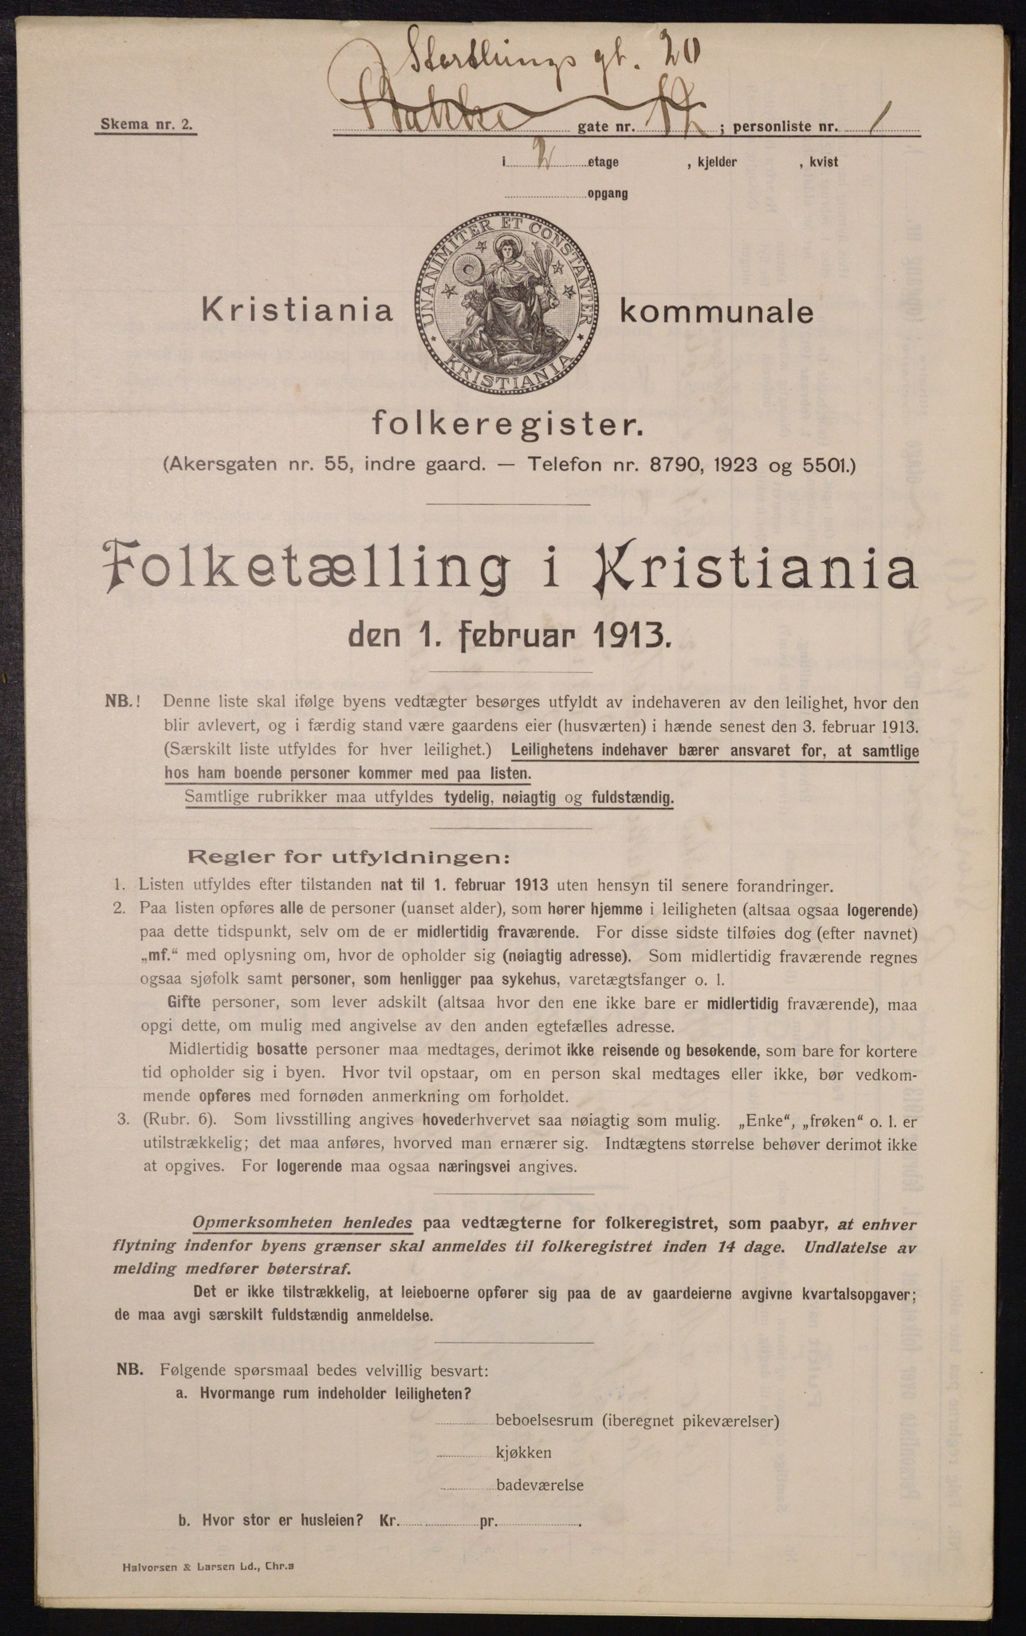 Stortings gt. 20
Skema nr. 2.
Bakke gate nr. ; personliste nr. 1
i 2 etage , kjelder , kvist
opgang
UNANIMITER ET CONSTANTER
KRISTIANIA
Kristiania kommunale
folkeregister.
(Akersgaten nr. 55, indre gaard. — Telefon nr. 8790, 1923 og 5501.)
Folketælling i Kristiania
den 1. februar 1913.
NB.! Denne liste skal ifølge byens vedtægter besørges utfyldt av indehaveren av den leilighet, hvor den
blir avlevert, og i færdig stand være gaardens eier (husværten) i hænde senest den 3. februar 1913.
(Særskilt liste utfyldes for hver leilighet.) Leilighetens indehaver bærer ansvaret for, at samtlige
hos ham boende personer kommer med paa listen.
Samtlige rubrikker maa utfyldes tydelig, nøiagtig og fuldstændig.
Regler for utfyldningen:
1. Listen utfyldes efter tilstanden nat til 1. februar 1913 uten hensyn til senere forandringer.
2. Paa listen opføres alle de personer (uanset alder), som hører hjemme i leiligheten (altsaa ogsaa logerende)
paa dette tidspunkt, selv om de er midlertidig fraværende. For disse sidste tilføies dog (efter navnet)
„mf.“ med oplysning om, hvor de opholder sig (nøiagtig adresse). Som midlertidig fraværende regnes
ogsaa sjøfolk samt personer, som henligger paa sykehus, varetægtsfanger o. l.
Gifte personer, som lever adskilt (altsaa hvor den ene ikke bare er midlertidig fraværende), maa
opgi dette, om mulig med angivelse av den anden egtefælles adresse.
Midlertidig bosatte personer maa medtages, derimot ikke reisende og besøkende, som bare for kortere
tid opholder sig i byen. Hvor tvil opstaar, om en person skal medtages eller ikke, bør vedkom-
mende opføres med fornøden anmerkning om forholdet.
3. (Rubr. 6). Som livsstilling angives hovederhvervet saa nøiagtig som mulig. „Enke“, „frøken“ o. l. er
utilstrækkelig; det maa anføres, hvorved man ernærer sig. Indtægtens størrelse behøver derimot ikke
at opgives. For logerende maa ogsaa næringsvei angives.
Opmerksomheten henledes paa vedtægterne for folkeregistret, som paabyr, at enhver
flytning indenfor byens grænser skal anmeldes til folkeregistret inden 14 dage. Undlatelse av
melding medfører bøterstraf.
Det er ikke tilstrækkelig, at leieboerne opfører sig paa de av gaardeierne avgivne kvartalsopgaver;
de maa avgi særskilt fuldstændig anmeldelse.
NB. Følgende spørsmaal bedes velvillig besvart:
a. Hvormange rum indeholder leiligheten?
beboelsesrum (iberegnet pikeværelser)
kjøkken
badeværelse
b. Hvor stor er husleien? Kr. pr. .
Halvorsen & Larsen Ld., Chr.a